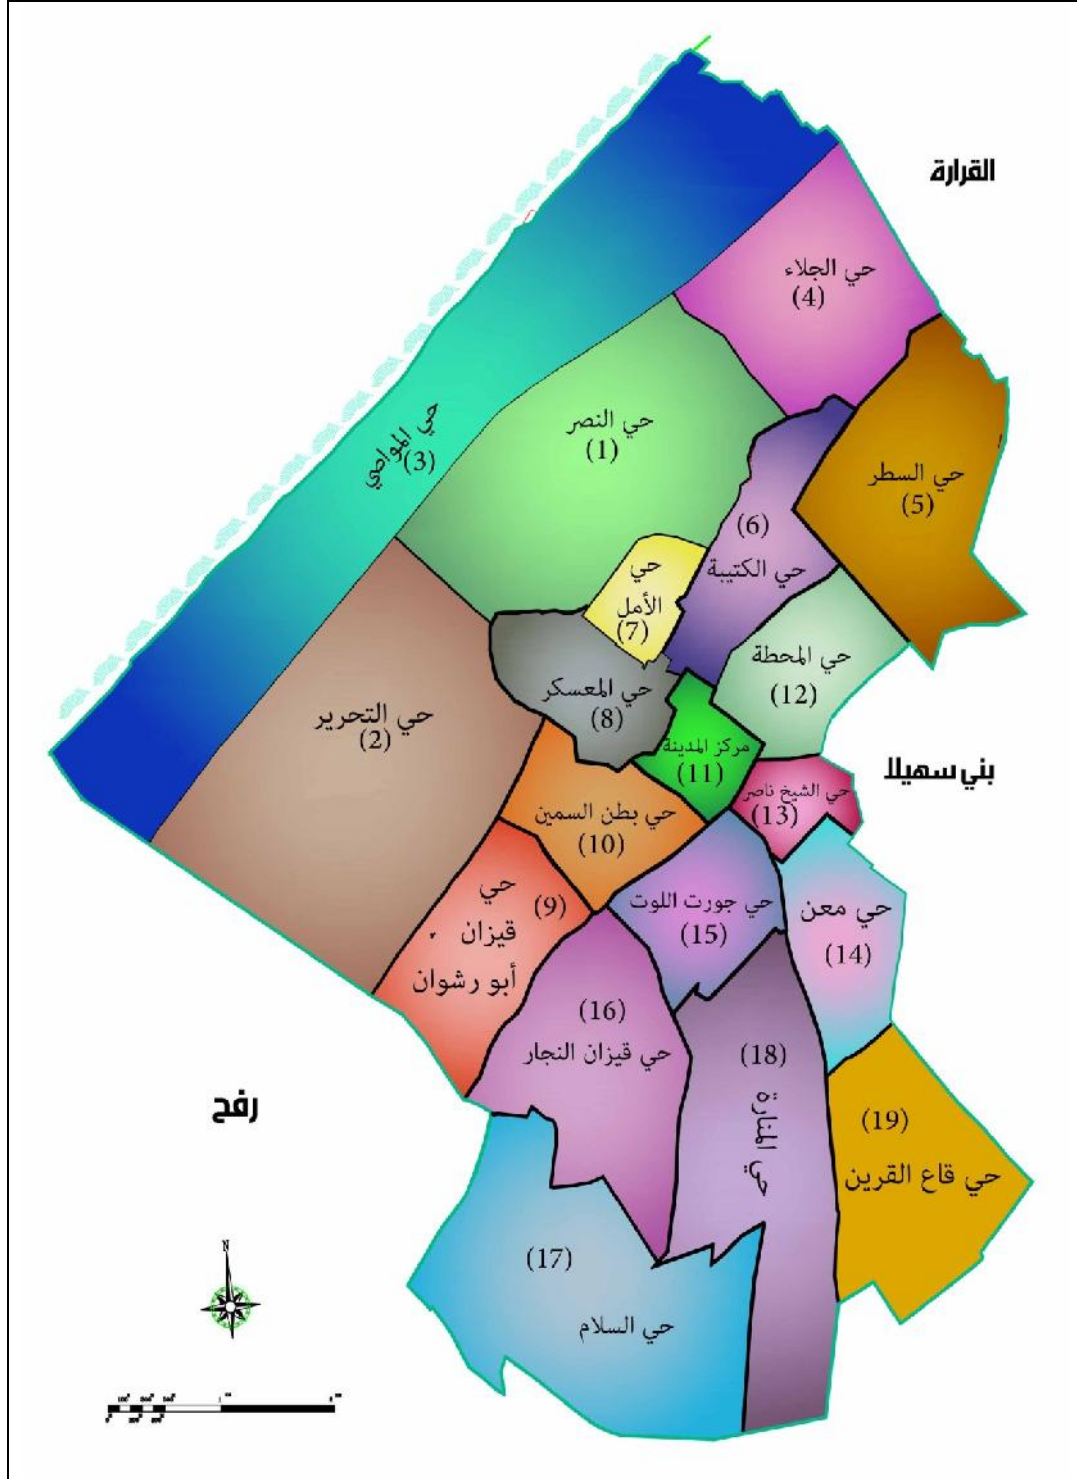 القرارة
حي الجلاء
(4)
حي النصر
(1)
حي المواصي
(3)
حي السطر
(5)
(6)
حي الكتيبة
حي
الأمل
(7)
حي المحطة
(12)
حي المعسكر
(8)
حي التحرير
(2)
مركز المدينة
(11)
بني سهيلا
حي الشيخ ناصر
(13)
حي بطن السمين
(10)
حي
(9)
قيزان
أبو رشوان
حي جورت اللوت
(15)
حي معن
(14)
(16)
حي قيزان النجار
(18)
حي المنارة
رفح
(19)
حي قاع القرين
(17)
حي السلام
N